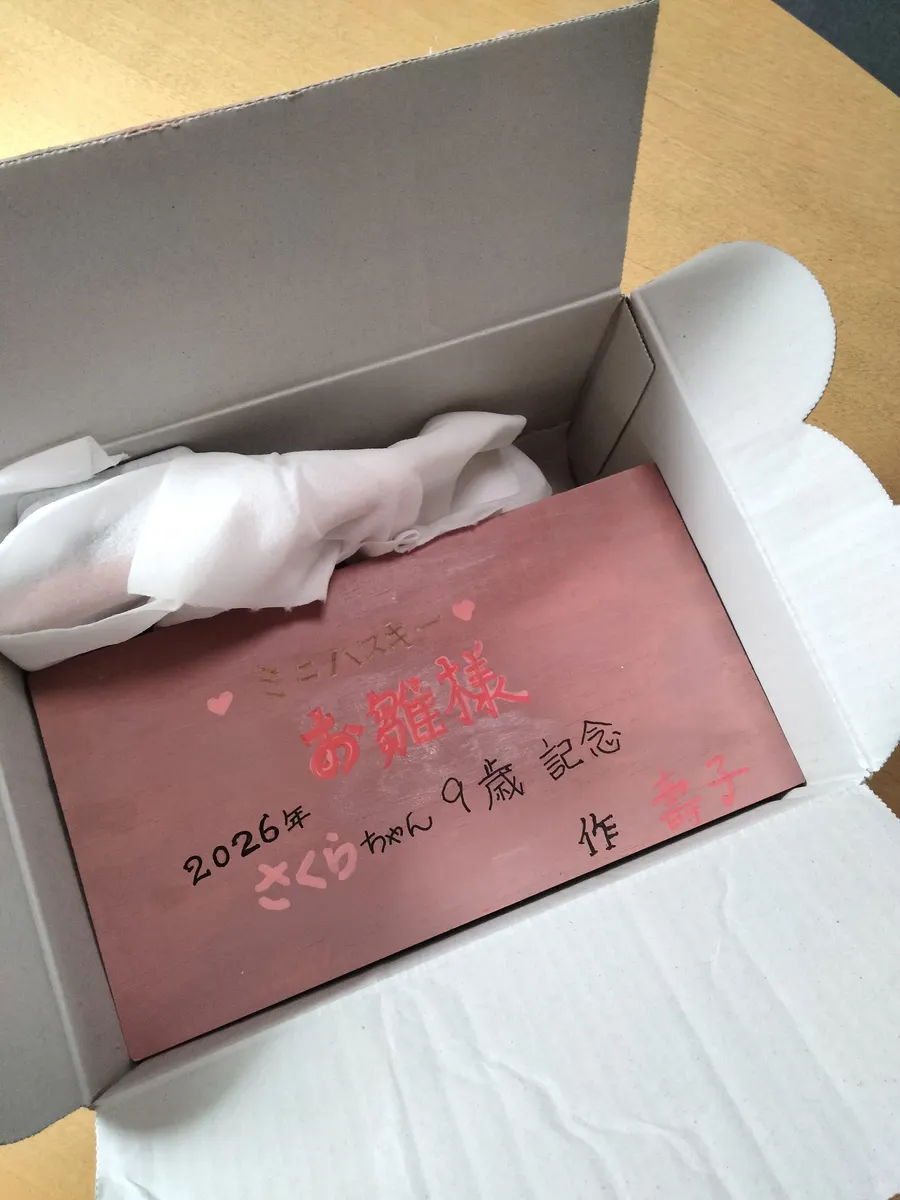 ミニハスキー
お雛様
2026年
さくらちゃん 9歳 記念
作 壽子